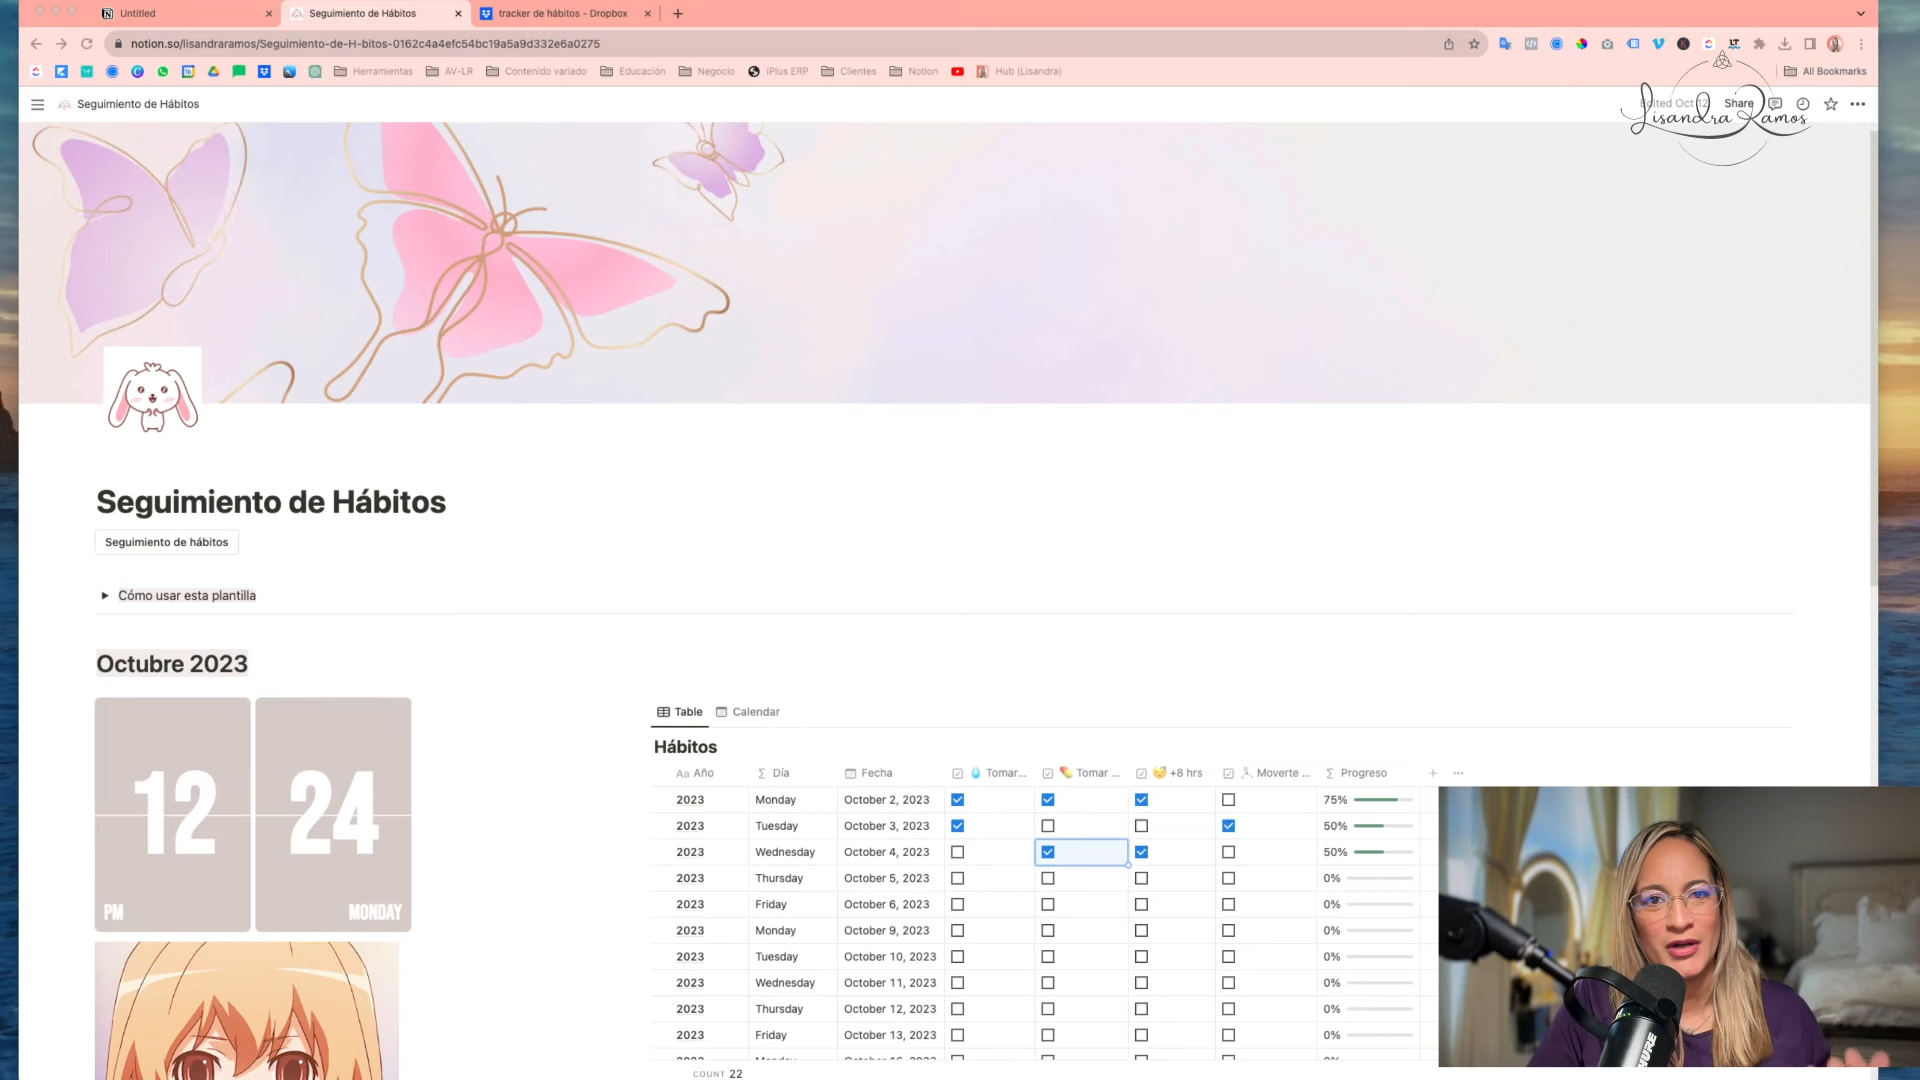 Untitled
Seguimiento de Hábitos
tracker de hábitos - Dropbox
notion.so/lisandraramos/Seguimiento-de-H-bitos-0162c4a4efc54bc19a5a9d332e6a0275
Herramientas
AV-LR
Contenido variado
Educación
Negocio
iPlus ERP
Clientes
Notion
Hub (Lisandra)
All Bookmarks
Seguimiento de Hábitos
Edited Oct 12
Share
Lisandra Ramos
Seguimiento de Hábitos
Seguimiento de hábitos
Cómo usar esta plantilla
Octubre 2023
12 24
PM MONDAY
Table Calendar
Hábitos
Aa Año Día Fecha Tomar... Tomar ... +8 hrs Moverte ... Progreso
2023 Monday October 2, 2023 75%
2023 Tuesday October 3, 2023 50%
2023 Wednesday October 4, 2023 50%
2023 Thursday October 5, 2023 0%
2023 Friday October 6, 2023 0%
2023 Monday October 9, 2023 0%
2023 Tuesday October 10, 2023 0%
2023 Wednesday October 11, 2023 0%
2023 Thursday October 12, 2023 0%
2023 Friday October 13, 2023 0%
COUNT 22
SHURE